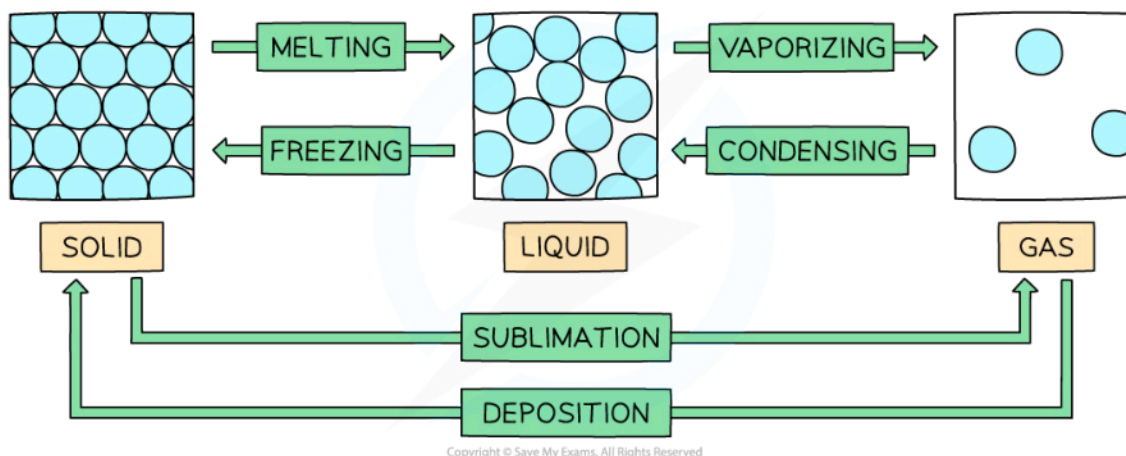 MELTING
VAPORIZING
FREEZING
CONDENSING
SOLID
LIQUID
GAS
SUBLIMATION
DEPOSITION
Copyright © Save My Exams. All Rights Reserved